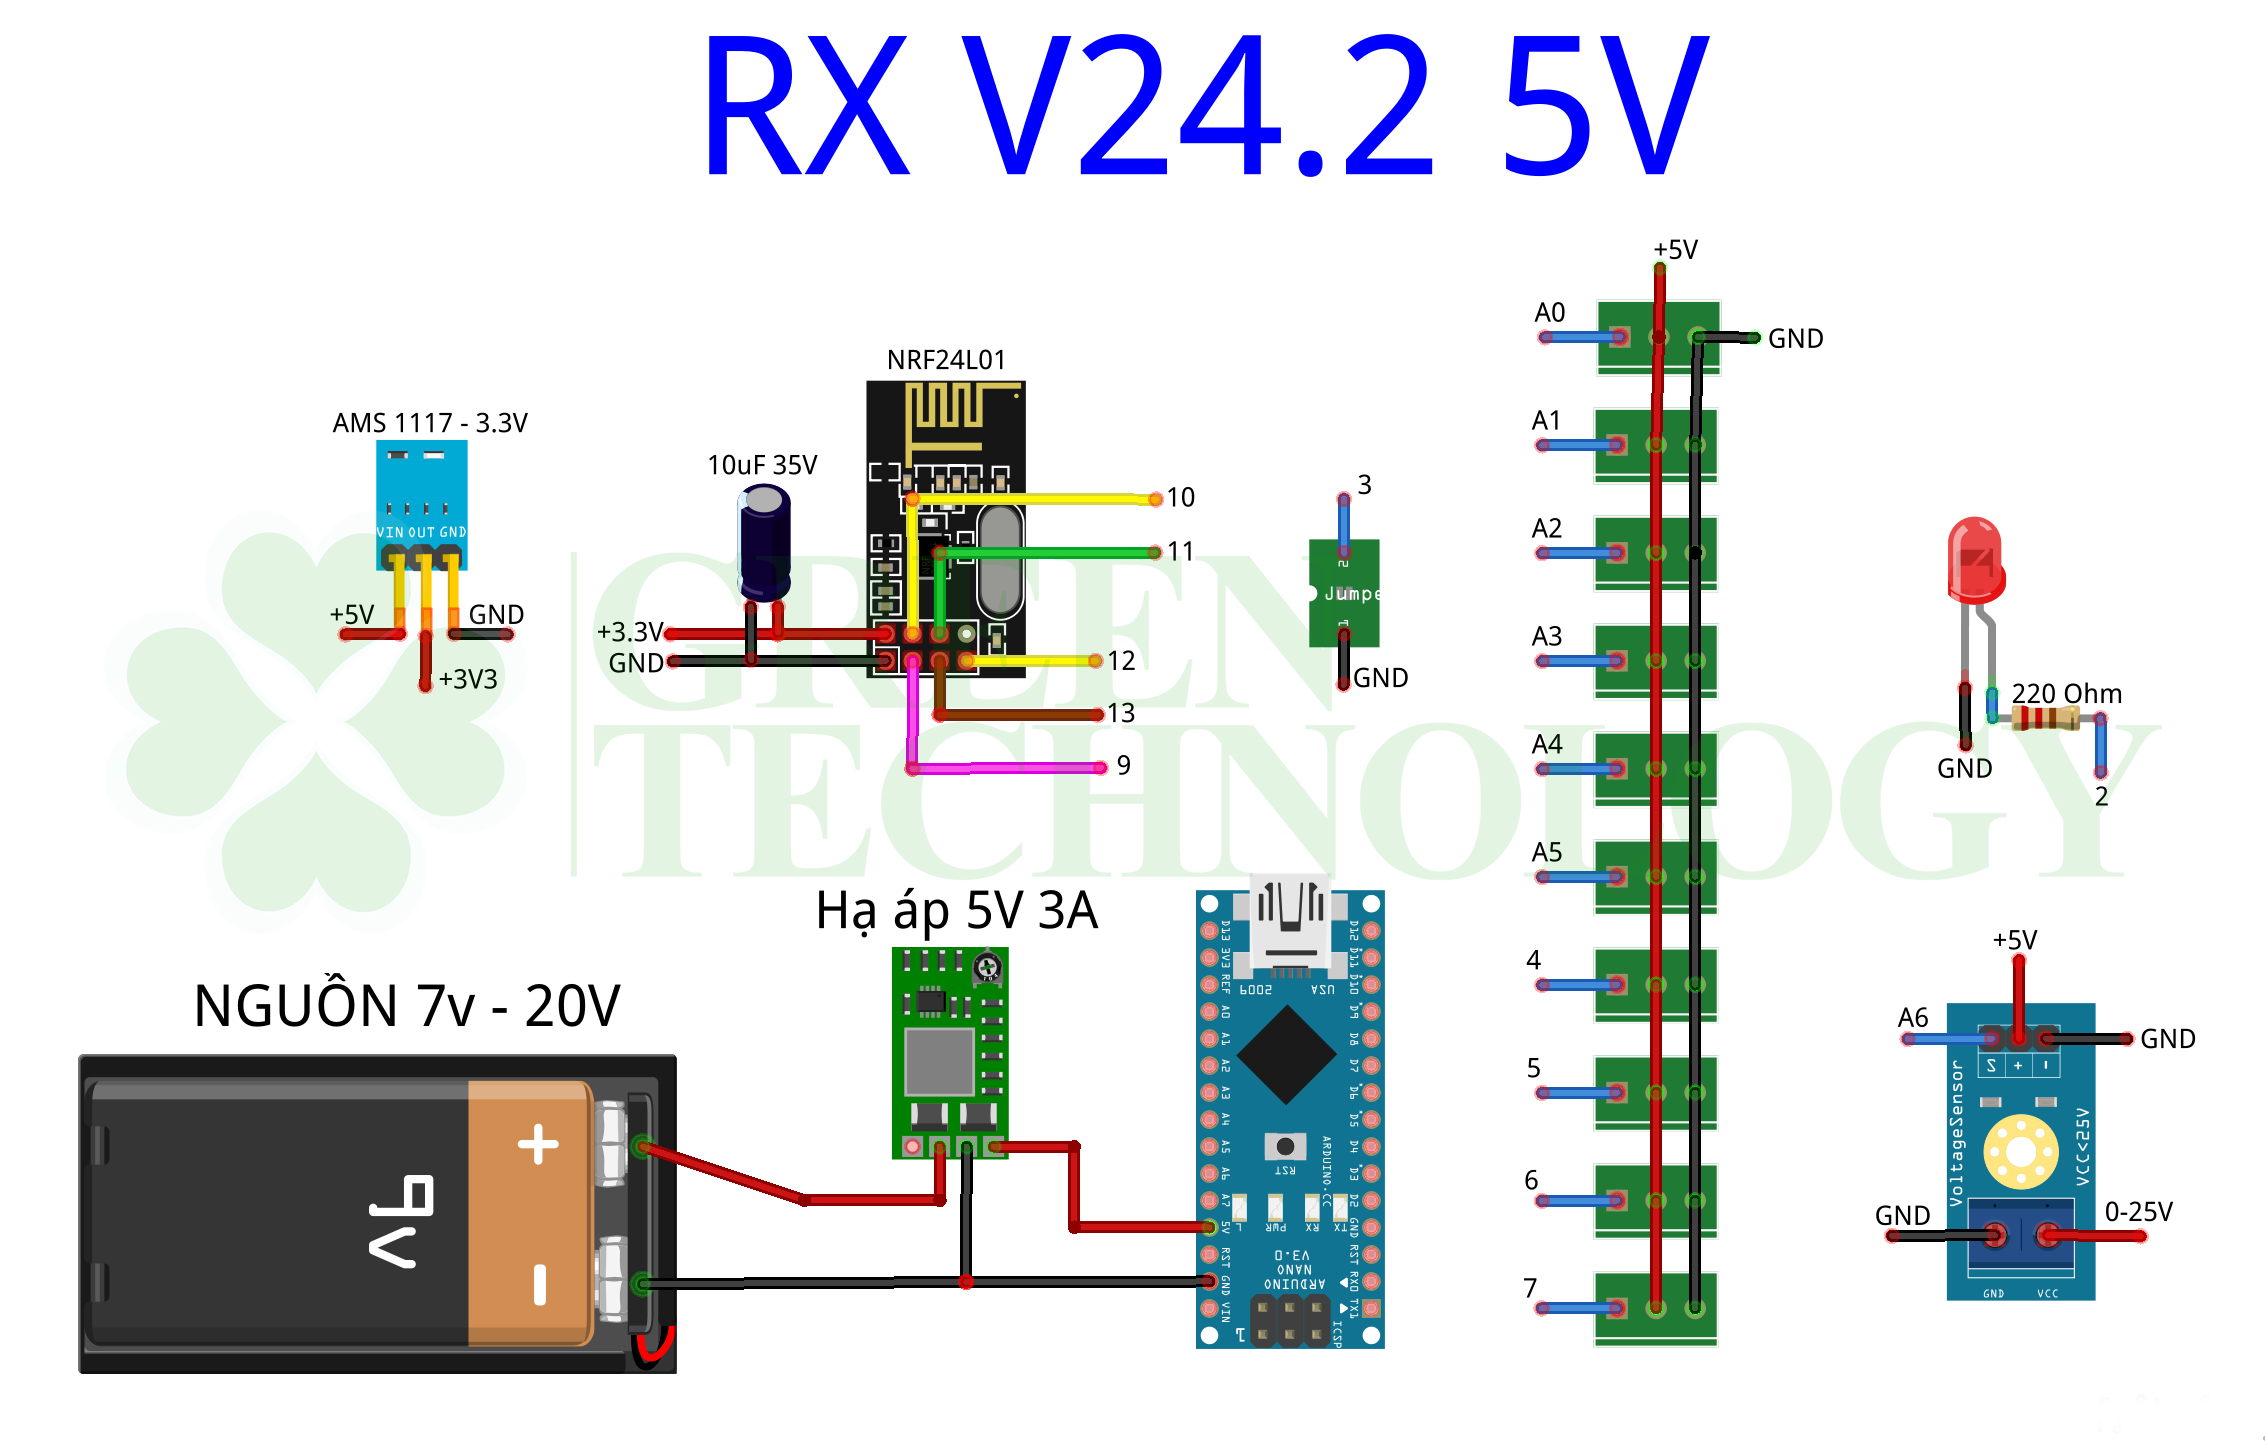 RX V24.2 5V
+5V
A0
GND
NRF24L01
AMS 1117 - 3.3V
VIN OUT GND
+5V
GND
+3V3
10uF 35V
10
11
+3.3V
GND
12
13
9
3
2
Jumpe
1
GND
A1
A2
A3
A4
A5
4
5
6
7
220 Ohm
GND
2
GREEN
TECHNOLOGY
Hạ áp 5V 3A
NGUỒN 7v - 20V
+
-
9V
D13
3V3
REF
A0
A1
A2
A3
A4
A5
A6
A7
5V
RST
GND
VIN
D12
D11
D10
D9
D8
D7
D6
D5
D4
D3
D2
GND
RST
RX0
TX1
2009
USA
RST
ARDUINO.CC
L
PWR
RX
TX
ARDUINO
NANO
V3.0
1
ICSP
+5V
A6
GND
S + -
VoltageSensor
VCC<25V
GND
0-25V
GND
VCC